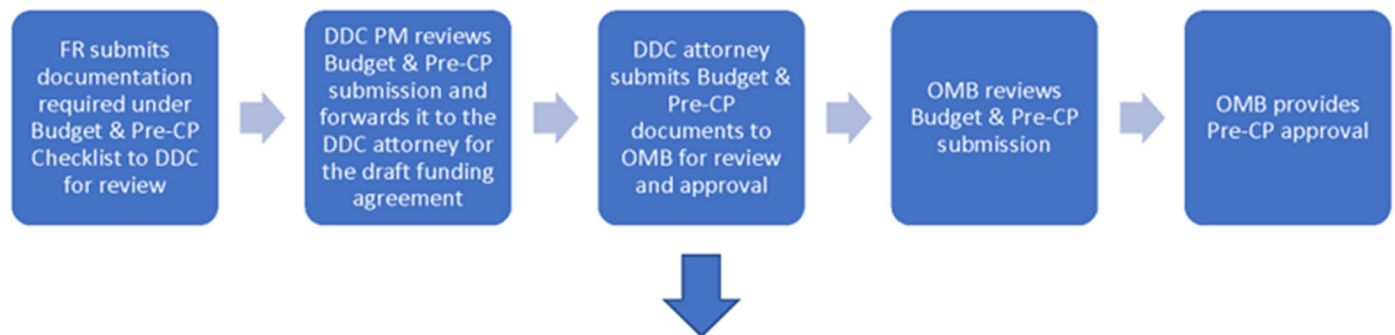 FR submits
documentation
required under
Budget & Pre-CP
Checklist to DDC
for review
DDC PM reviews
Budget & Pre-CP
submission and
forwards it to the
DDC attorney for
the draft funding
agreement
DDC attorney
submits Budget &
Pre-CP
documents to
OMB for review
and approval
OMB reviews
Budget & Pre-CP
submission
OMB provides
Pre-CP approval